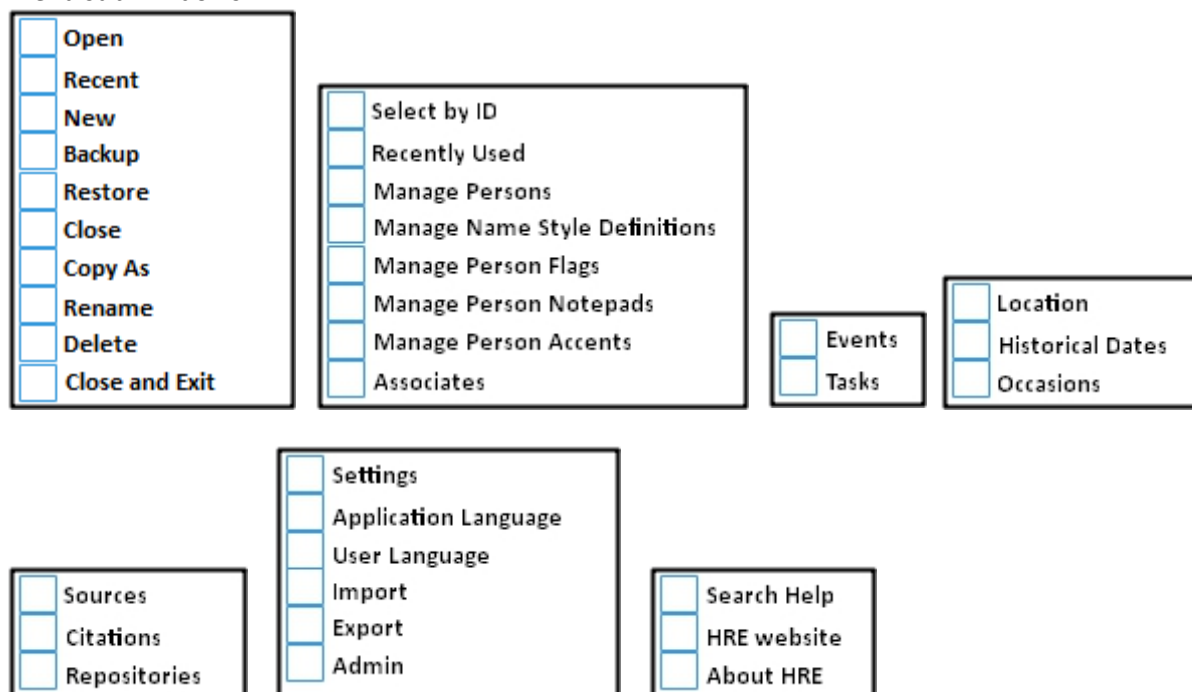 Open
Recent
New
Backup
Restore
Close
Copy As
Rename
Delete
Close and Exit
Select by ID
Recently Used
Manage Persons
Manage Name Style Definitions
Manage Person Flags
Manage Person Notepads
Manage Person Accents
Associates
Events
Tasks
Location
Historical Dates
Occasions
Sources
Citations
Repositories
Settings
Application Language
User Language
Import
Export
Admin
Search Help
HRE website
About HRE